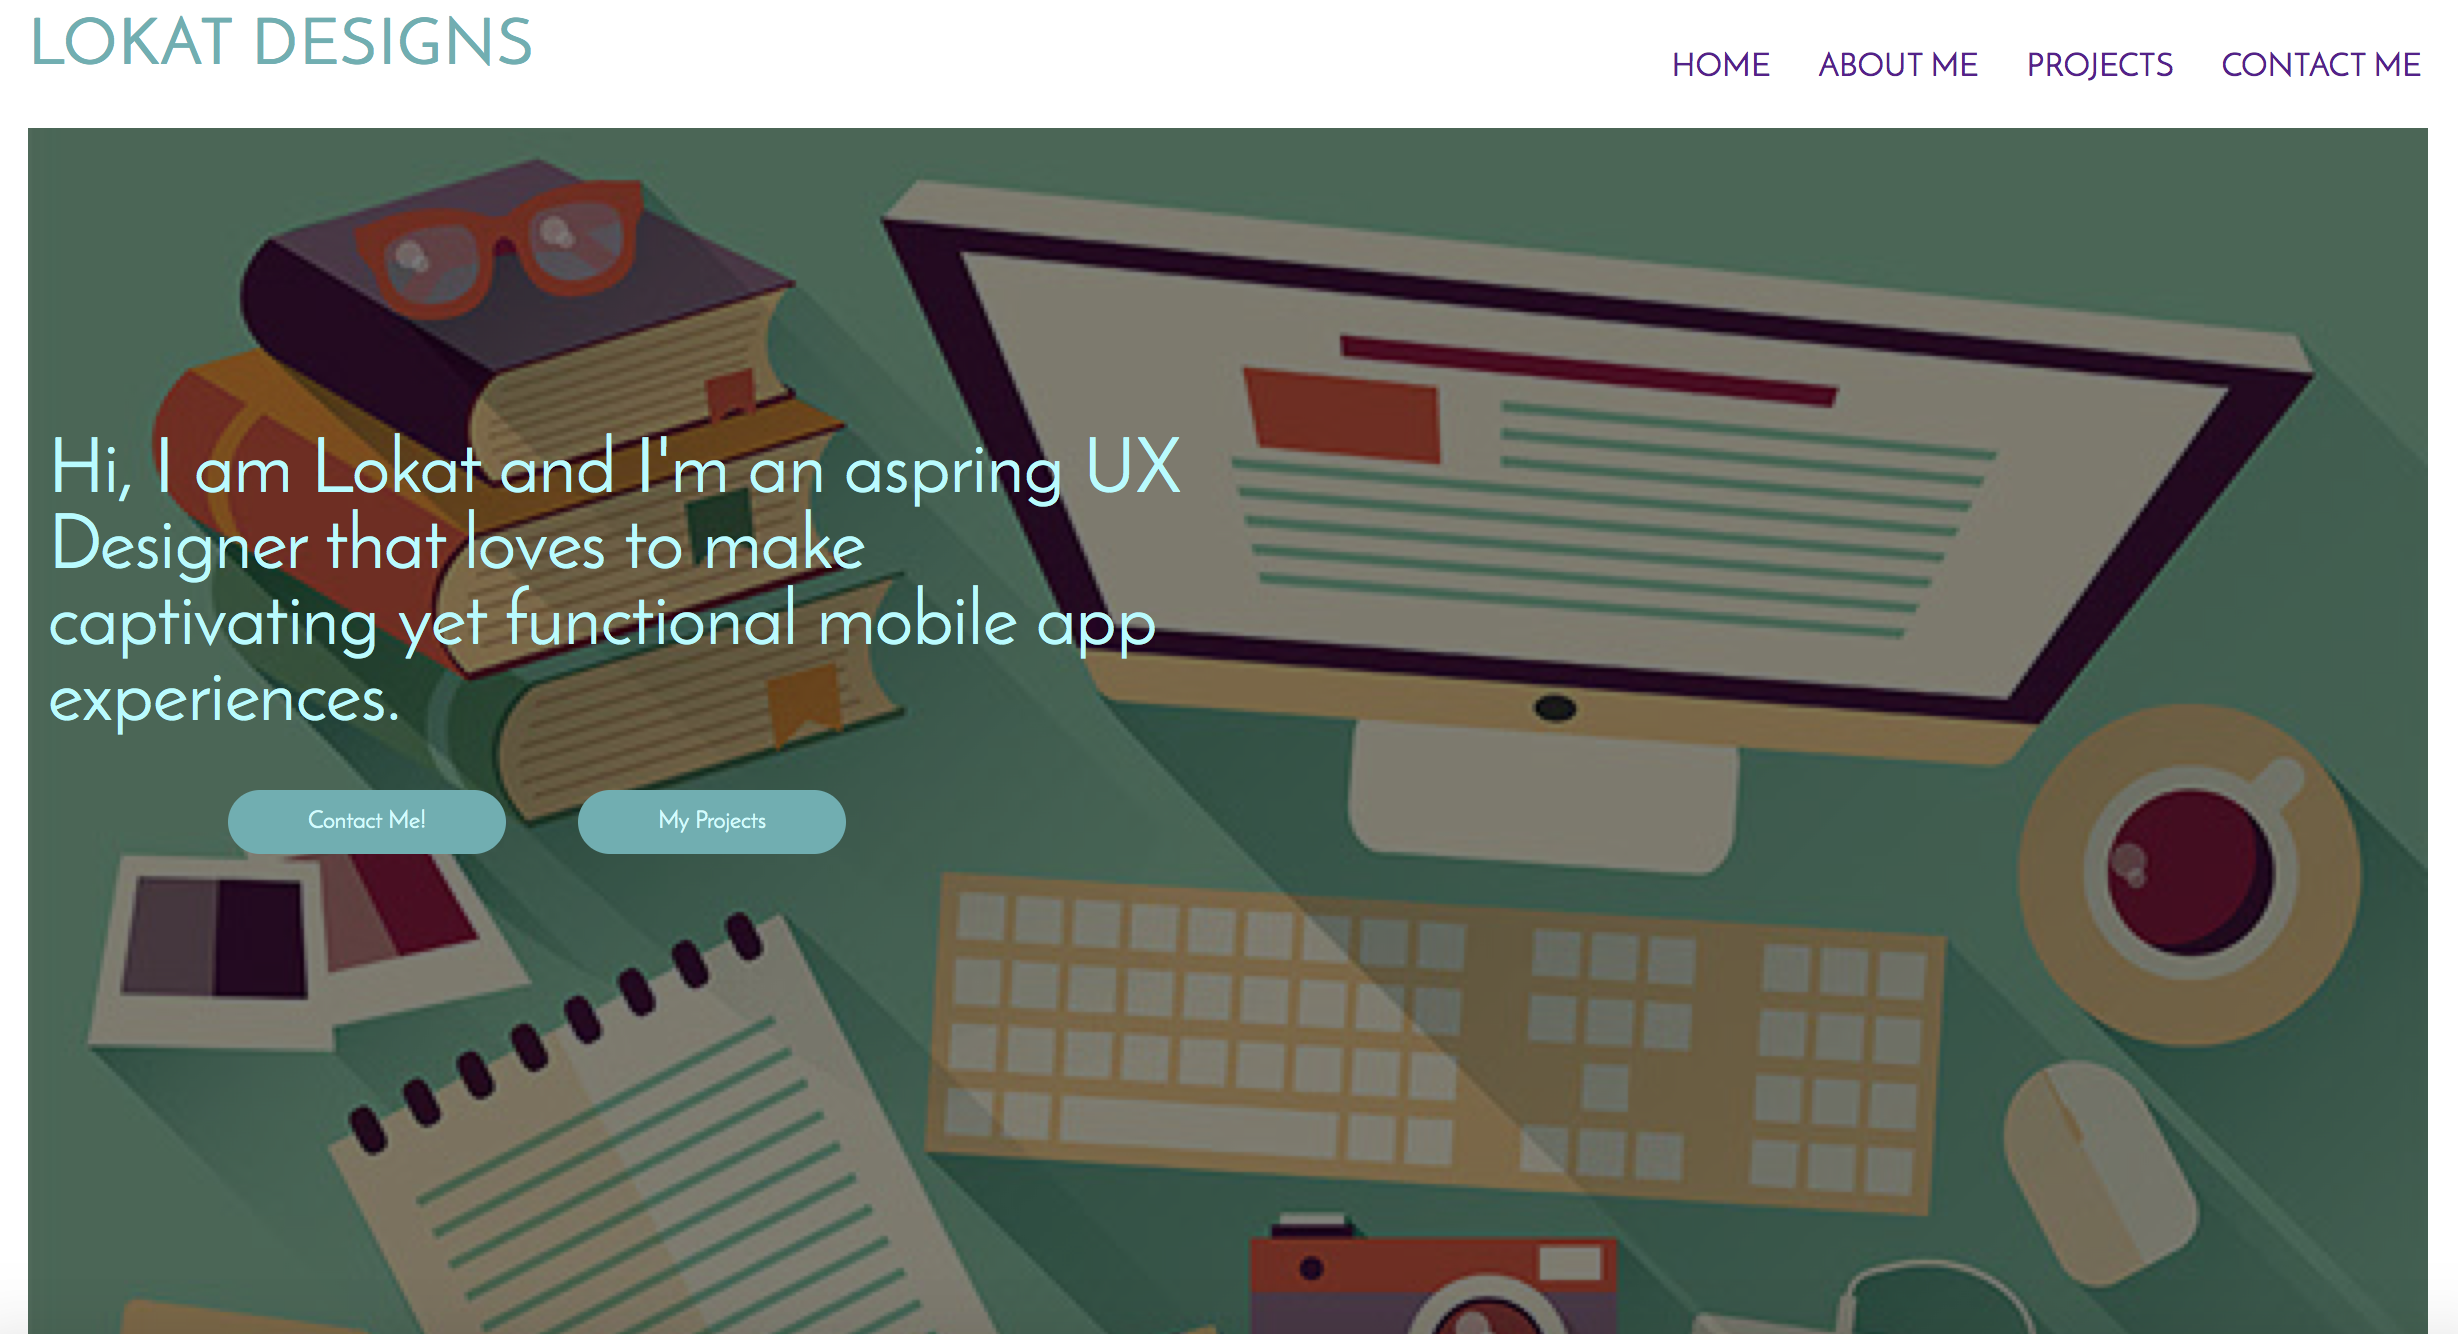 LOKAT DESIGNS
HOME ABOUT ME PROJECTS CONTACT ME
Hi, I am Lokat and I'm an aspring UX
Designer that loves to make
captivating yet functional mobile app
experiences.
Contact Me! My Projects